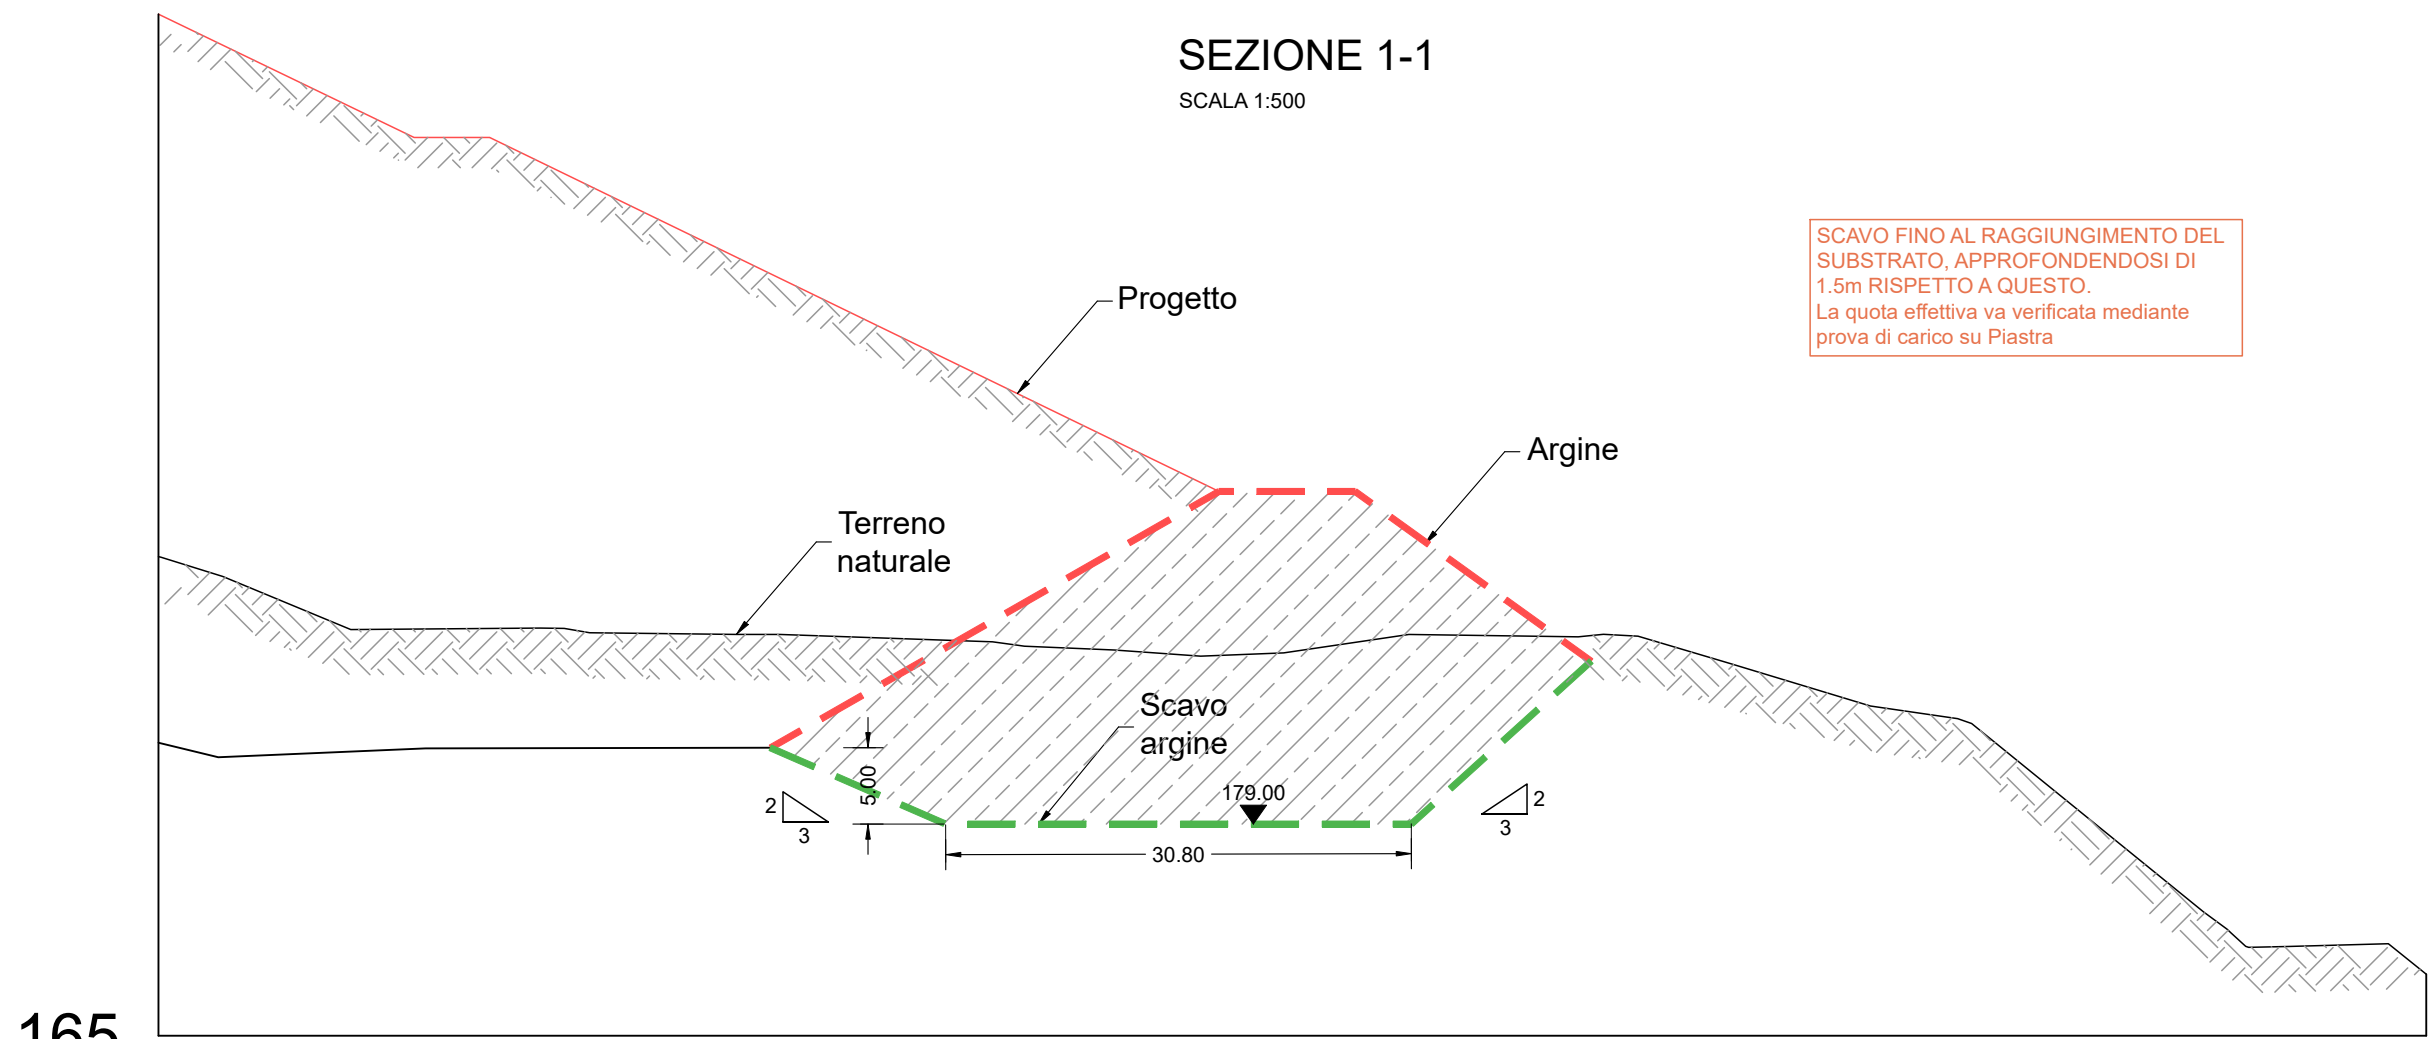 SEZIONE 1-1
SCALA 1:500
SCAVO FINO AL RAGGIUNGIMENTO DEL
SUBSTRATO, APPROFONDENDOSI DI
1.5m RISPETTO A QUESTO.
La quota effettiva va verificata mediante
prova di carico su Piastra
Progetto
Argine
Terreno
naturale
Scavo
argine
5.00
179.00
2
3
2
3
30.80
165